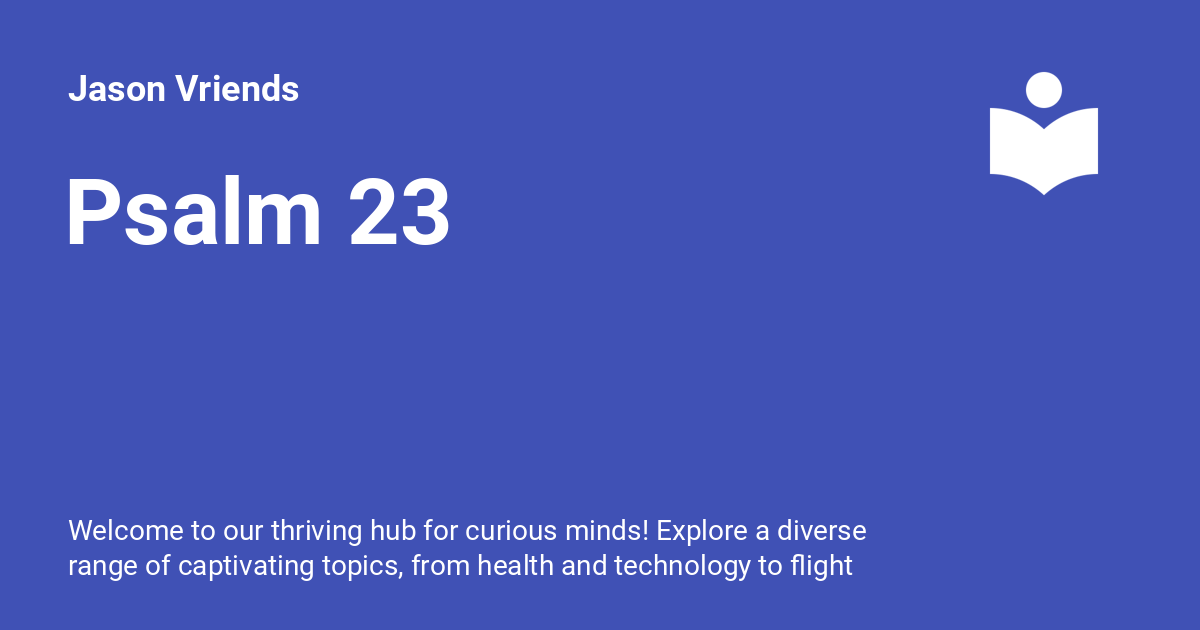 Jason Vriends
Psalm 23
Welcome to our thriving hub for curious minds! Explore a diverse
range of captivating topics, from health and technology to flight